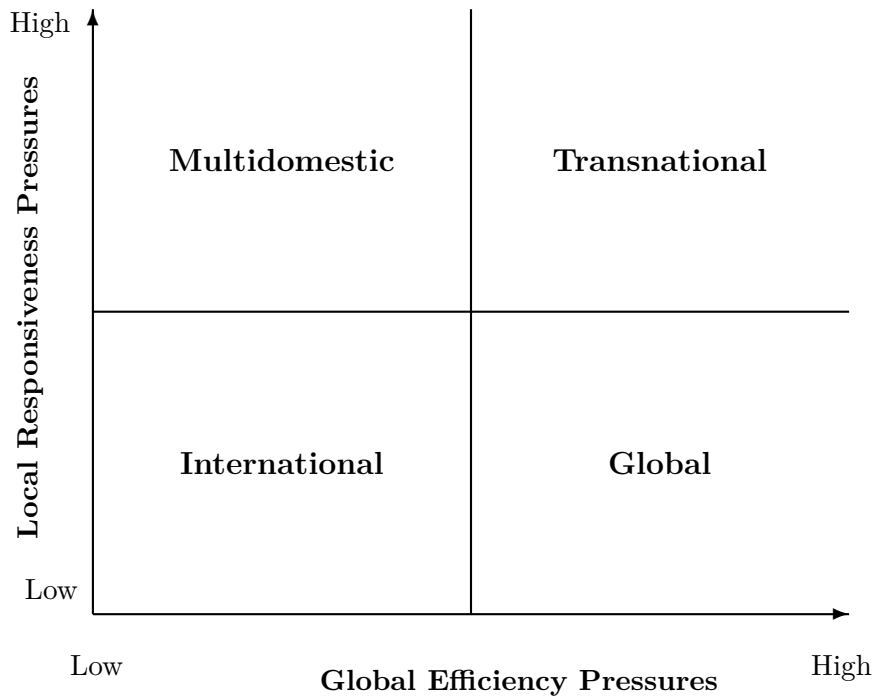 High
Local Responsiveness Pressures
Multidomestic
Transnational
International
Global
Low
Low
Global Efficiency Pressures
High